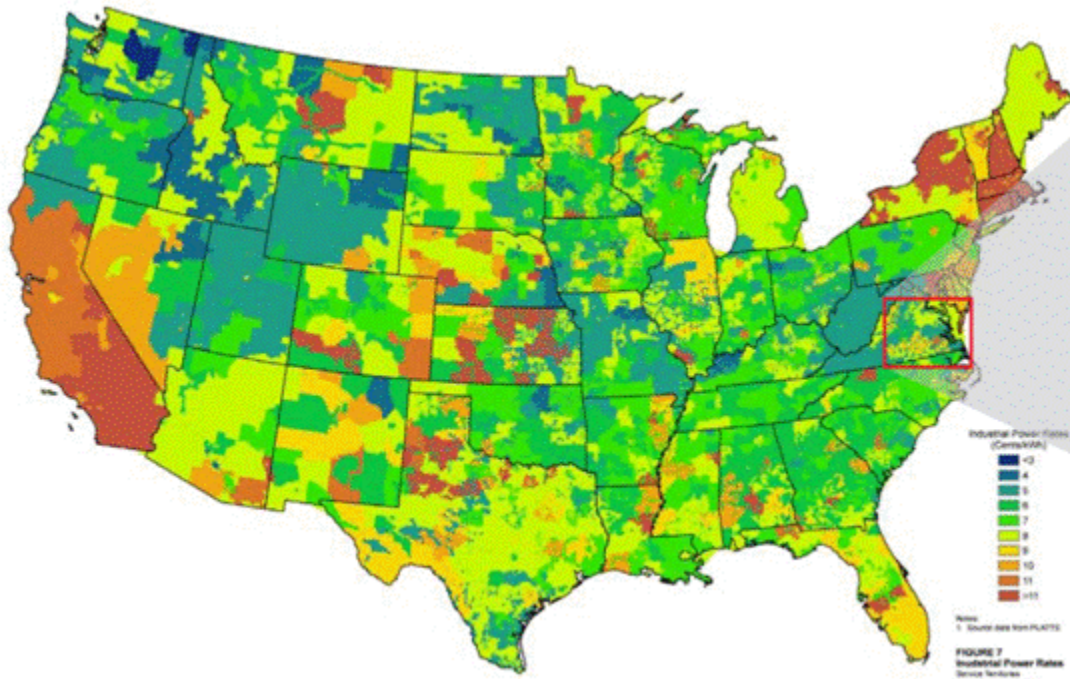 Industrial Power Rates
(Cents/kWh)
<3
4
5
6
7
8
9
10
11
>11
Notes:
1. Source data from PLATTS
FIGURE 7
Inudstrial Power Rates
Service Territories